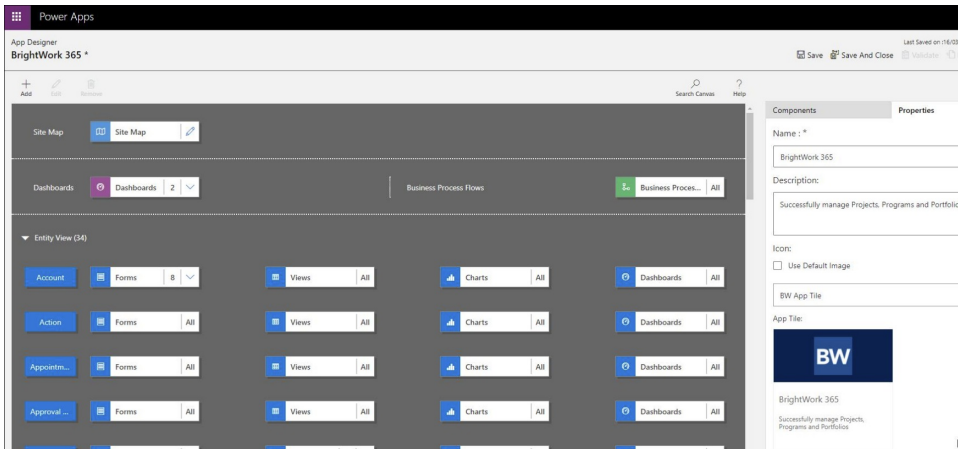 Power Apps
App Designer
BrightWork 365 *
Last Saved on :16/03
Save Save And Close Validate
Add Edit Remove
Search Canvas Help
Components Properties
Site Map Site Map
Name : *
BrightWork 365
Description:
Successfully manage Projects, Programs and Portfolio
Dashboards Dashboards 2 Business Process Flows Business Proces... All
Entity View (34)
Icon:
Use Default Image
BW App Tile
App Tile:
BW
BrightWork 365
Successfully manage Projects,
Programs and Portfolios
Account Forms 8 Views All Charts All Dashboards All
Action Forms All Views All Charts All Dashboards All
Appointm... Forms All Views All Charts All Dashboards All
Approval ... Forms All Views All Charts All Dashboards All